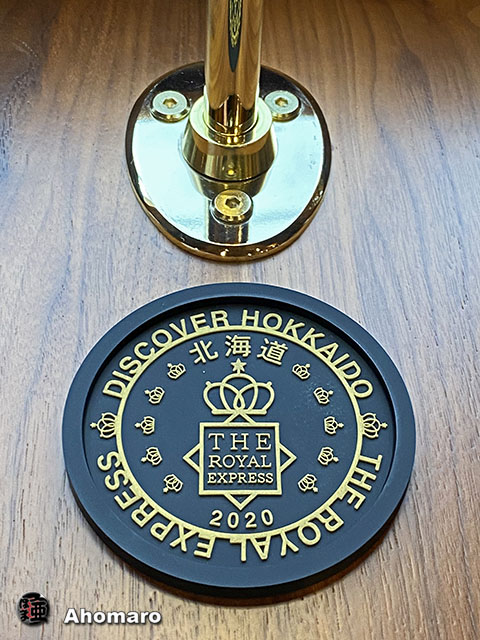 DISCOVER HOKKAIDO
北海道
THE
ROYAL
EXPRESS
2020
THE ROYAL EXPRESS
Ahomaro